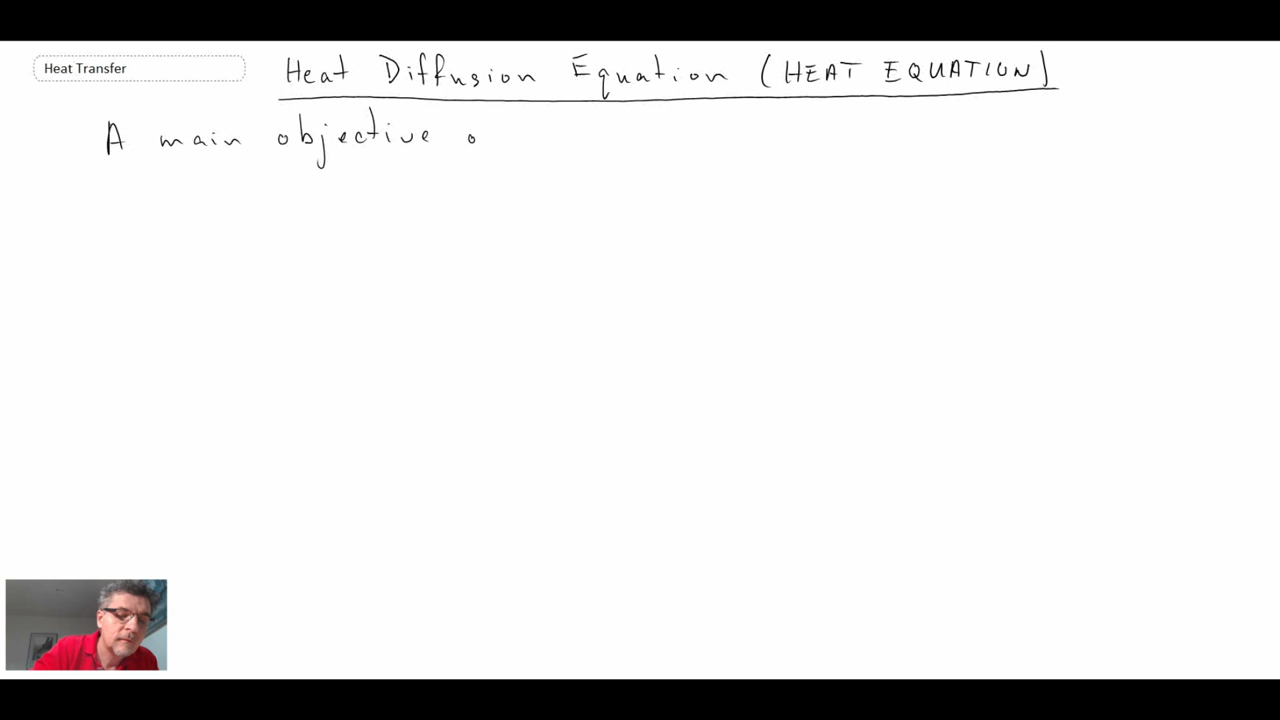 Heat Transfer
Heat Diffusion Equation (HEAT EQUATION)
A main objective o